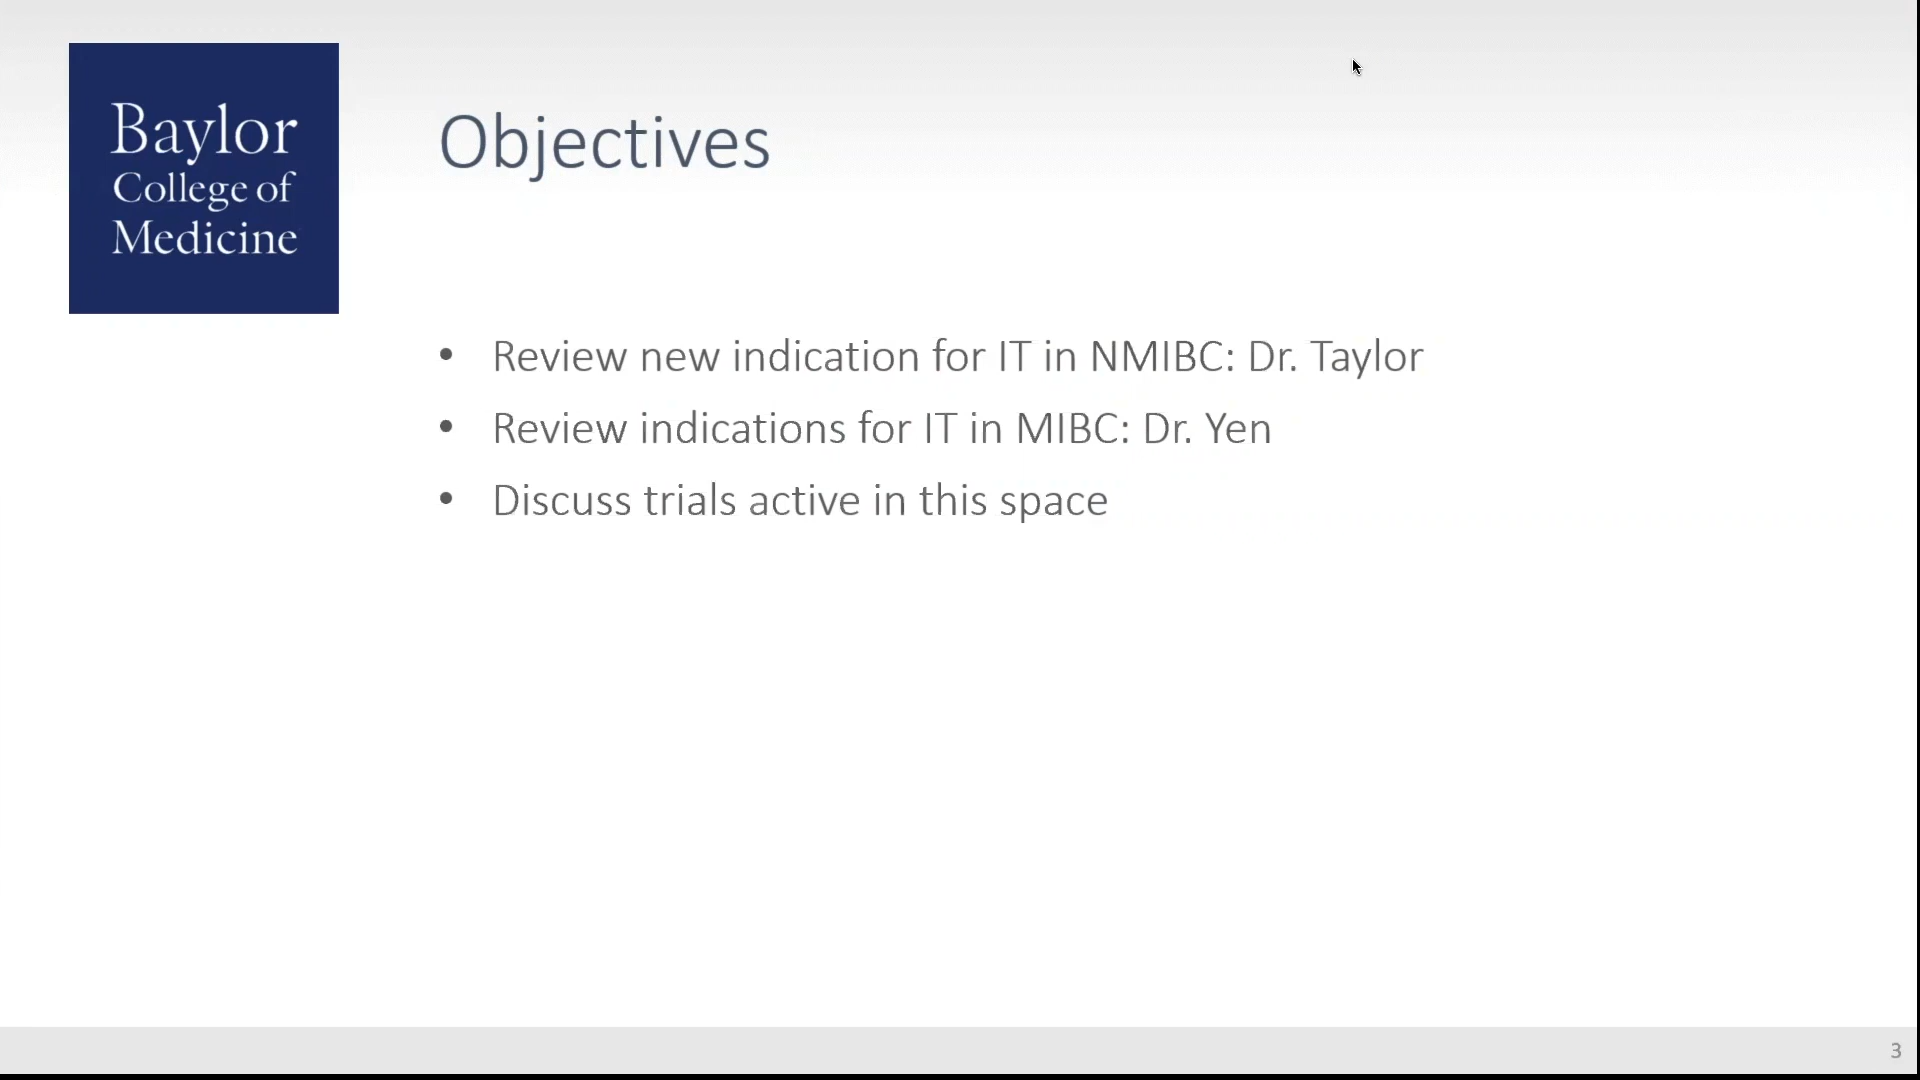 Baylor
College of
Medicine
Objectives
• Review new indication for IT in NMIBC: Dr. Taylor
• Review indications for IT in MIBC: Dr. Yen
• Discuss trials active in this space
3